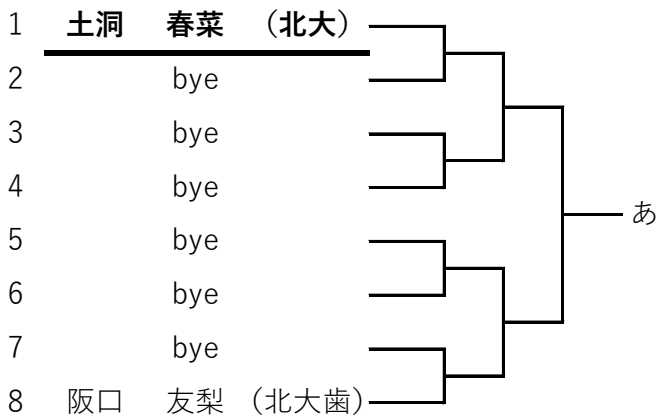 1 土洞 春菜 （北大）
2 bye
3 bye
4 bye
5 bye
6 bye
7 bye
8 阪口 友梨 （北大歯）
あ